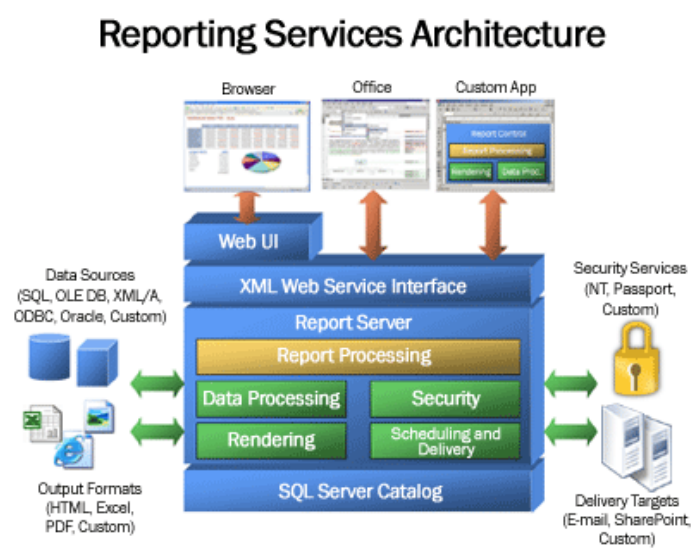 Reporting Services Architecture
Browser
Office
Custom App
Report Control
Report Processing
Rendering
Data Proc.
Web UI
XML Web Service Interface
Data Sources
(SQL, OLE DB, XML/A,
ODBC, Oracle, Custom)
Security Services
(NT, Passport,
Custom)
Report Server
Report Processing
Data Processing
Security
Rendering
Scheduling and
Delivery
SQL Server Catalog
Output Formats
(HTML, Excel,
PDF, Custom)
Delivery Targets
(E-mail, SharePoint,
Custom)